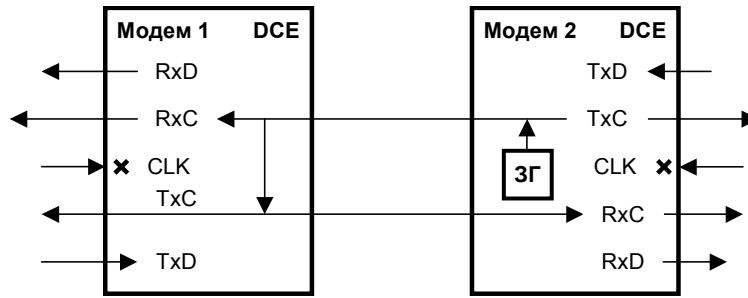 Модем 1 DCE
RxD
RxC
CLK
TxC
TxD
Модем 2 DCE
TxD
TxC
ЗГ
CLK
RxC
RxD